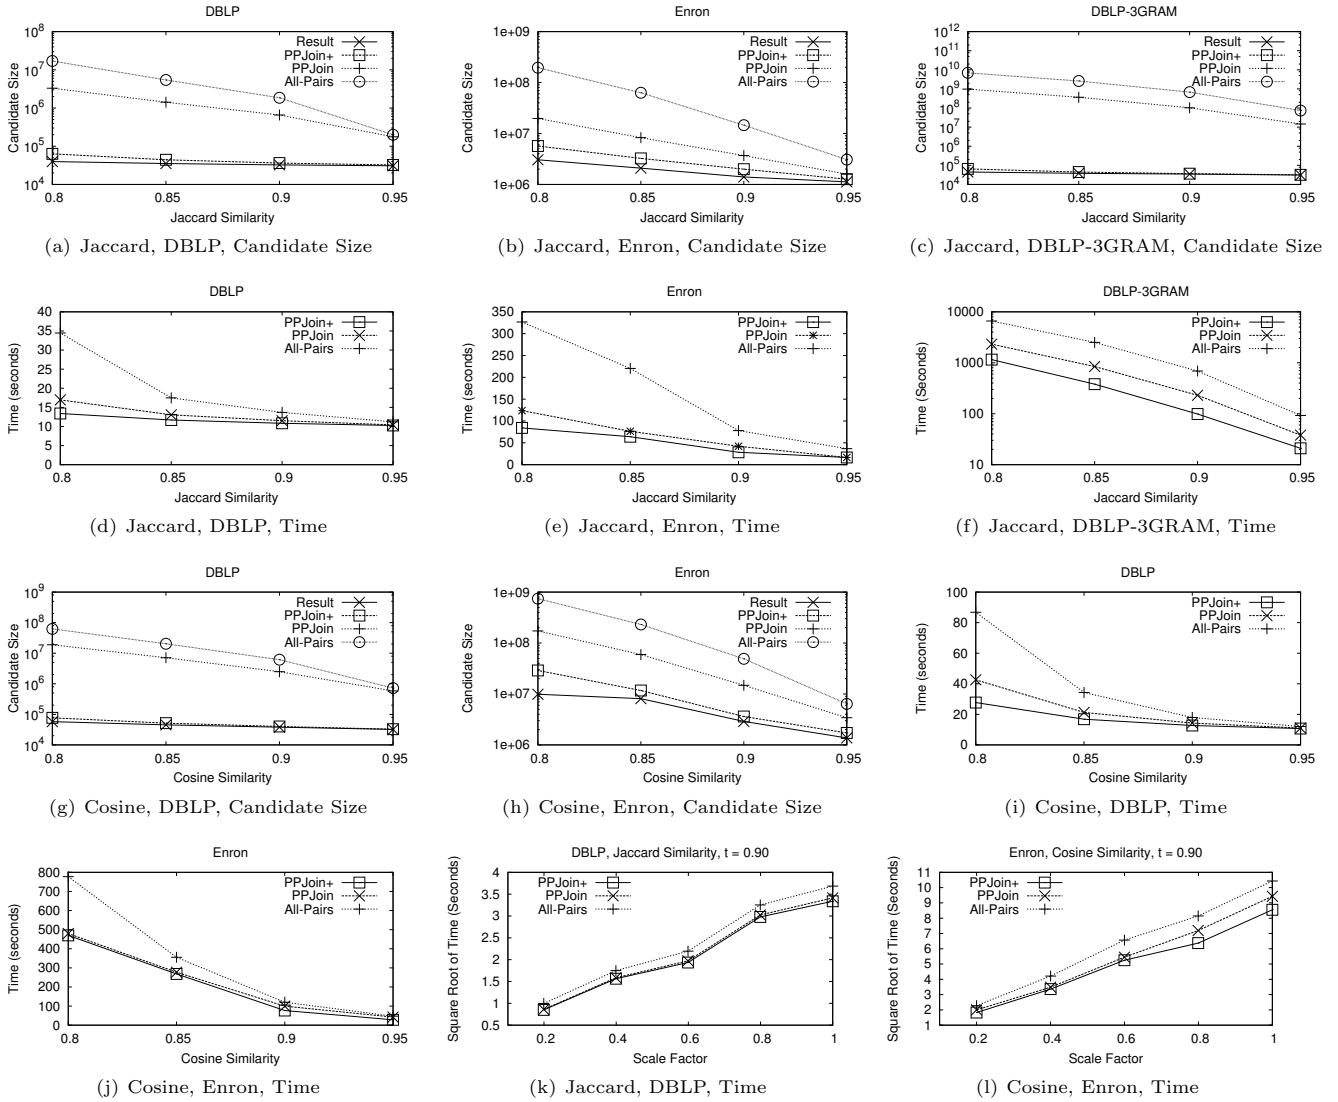 DBLP
Candidate Size
10^8
10^7
10^6
10^5
10^4
Result
PPJoin+
PPJoin
All-Pairs
0.8 0.85 0.9 0.95
Jaccard Similarity
(a) Jaccard, DBLP, Candidate Size
Enron
Candidate Size
1e+09
1e+08
1e+07
1e+06
Result
PPJoin+
PPJoin
All-Pairs
0.8 0.85 0.9 0.95
Jaccard Similarity
(b) Jaccard, Enron, Candidate Size
DBLP-3GRAM
Candidate Size
10^12
10^11
10^10
10^9
10^8
10^7
10^6
10^5
10^4
Result
PPJoin+
PPJoin
All-Pairs
0.8 0.85 0.9 0.95
Jaccard Similarity
(c) Jaccard, DBLP-3GRAM, Candidate Size
DBLP
Time (seconds)
40
35
30
25
20
15
10
5
0
PPJoin+
PPJoin
All-Pairs
0.8 0.85 0.9 0.95
Jaccard Similarity
(d) Jaccard, DBLP, Time
Enron
Time (seconds)
350
300
250
200
150
100
50
0
PPJoin+
PPJoin
All-Pairs
0.8 0.85 0.9 0.95
Jaccard Similarity
(e) Jaccard, Enron, Time
DBLP-3GRAM
Time (Seconds)
10000
1000
100
10
PPJoin+
PPJoin
All-Pairs
0.8 0.85 0.9 0.95
Jaccard Similarity
(f) Jaccard, DBLP-3GRAM, Time
DBLP
Candidate Size
10^9
10^8
10^7
10^6
10^5
10^4
Result
PPJoin+
PPJoin
All-Pairs
0.8 0.85 0.9 0.95
Cosine Similarity
(g) Cosine, DBLP, Candidate Size
Enron
Candidate Size
1e+09
1e+08
1e+07
1e+06
Result
PPJoin+
PPJoin
All-Pairs
0.8 0.85 0.9 0.95
Cosine Similarity
(h) Cosine, Enron, Candidate Size
DBLP
Time (seconds)
100
80
60
40
20
0
PPJoin+
PPJoin
All-Pairs
0.8 0.85 0.9 0.95
Cosine Similarity
(i) Cosine, DBLP, Time
Enron
Time (seconds)
800
700
600
500
400
300
200
100
0
PPJoin+
PPJoin
All-Pairs
0.8 0.85 0.9 0.95
Cosine Similarity
(j) Cosine, Enron, Time
DBLP, Jaccard Similarity, t = 0.90
Square Root of Time (Seconds)
4
3.5
3
2.5
2
1.5
1
0.5
PPJoin+
PPJoin
All-Pairs
0.2 0.4 0.6 0.8 1
Scale Factor
(k) Jaccard, DBLP, Time
Enron, Cosine Similarity, t = 0.90
Square Root of Time (Seconds)
11
10
9
8
7
6
5
4
3
2
1
PPJoin+
PPJoin
All-Pairs
0.2 0.4 0.6 0.8 1
Scale Factor
(l) Cosine, Enron, Time